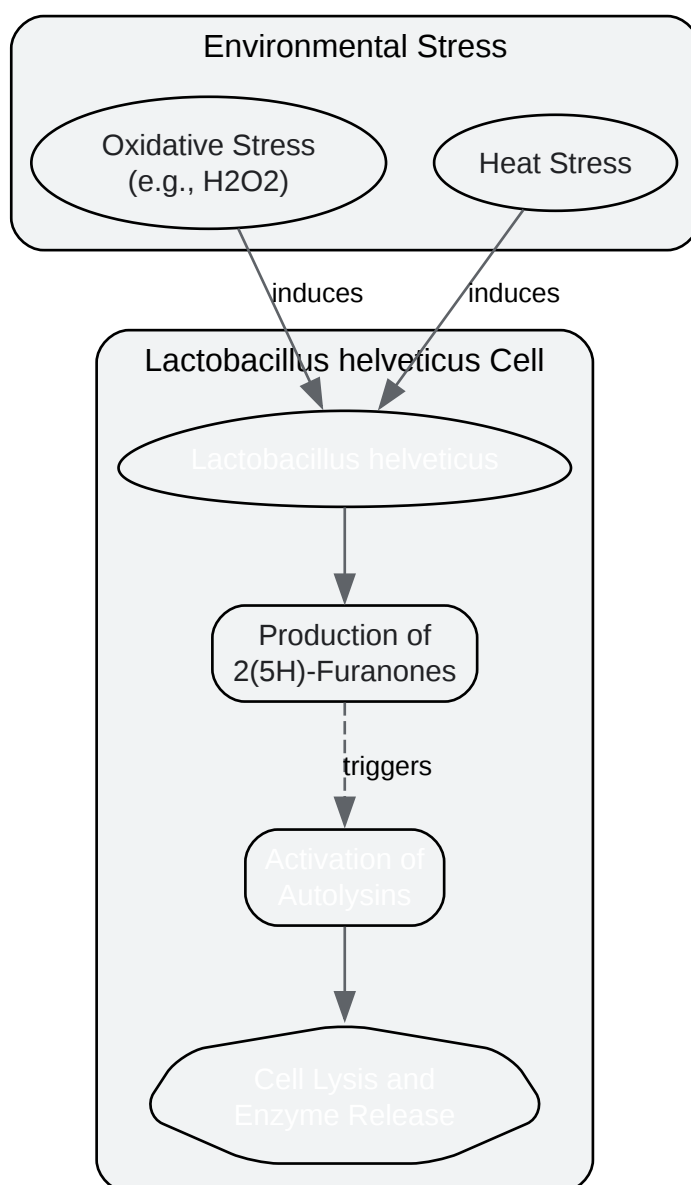 Environmental Stress
Oxidative Stress
(e.g., H2O2)
Heat Stress
induces
induces
Lactobacillus helveticus Cell
Lactobacillus helveticus
Production of
2(5H)-Furanones
triggers
Activation of
Autolysins
Cell Lysis and
Enzyme Release